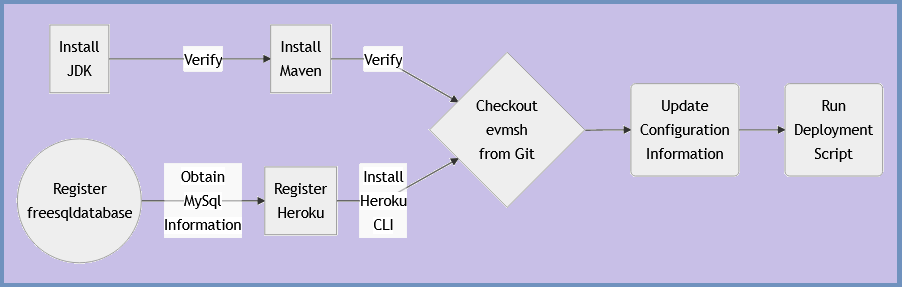 Install
JDK
Verify
Install
Maven
Verify
Register
freesqldatabase
Obtain
MySql
Information
Register
Heroku
Install
Heroku
CLI
Checkout
evmsh
from Git
Update
Configuration
Information
Run
Deployment
Script